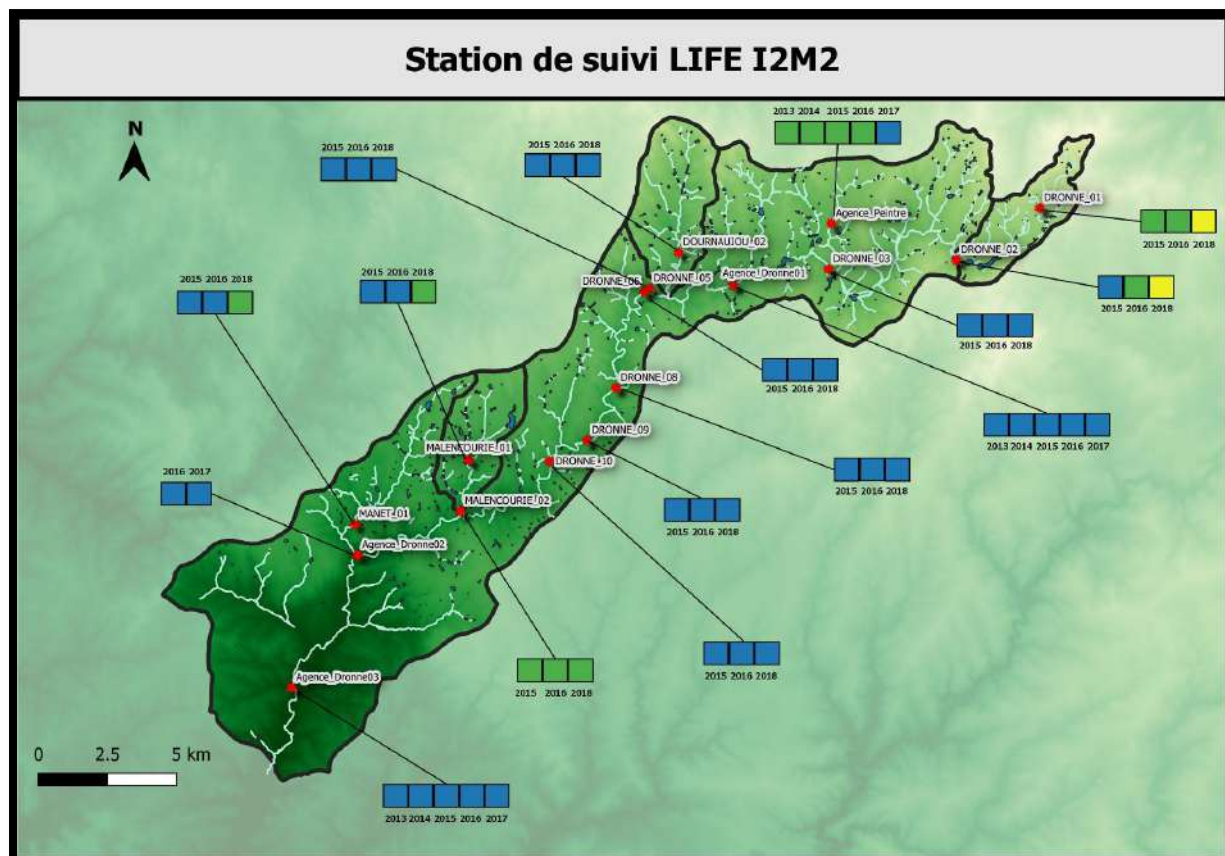 Station de suivi LIFE I2M2
N
2013 2014 2015 2016 2017
2015 2016 2018
2015 2016 2018
DRONNE_01
Agence_Peintre
2015 2016 2018
DOURNAUJOU_02
DRONNE_02
DRONNE_03
2015 2016 2018
2015 2016 2018
DRONNE_06
DRONNE_05
Agence_Dronne01
2015 2016 2018
2015 2016 2018
2015 2016 2018
DRONNE_08
2013 2014 2015 2016 2017
DRONNE_09
MALENCOURIE_01
DRONNE_10
2016 2017
2015 2016 2018
MALENCOURIE_02
MANET_01
2015 2016 2018
Agence_Dronne02
2015 2016 2018
Agence_Dronne03
2015 2016 2018
0 2.5 5 km
2013 2014 2015 2016 2017